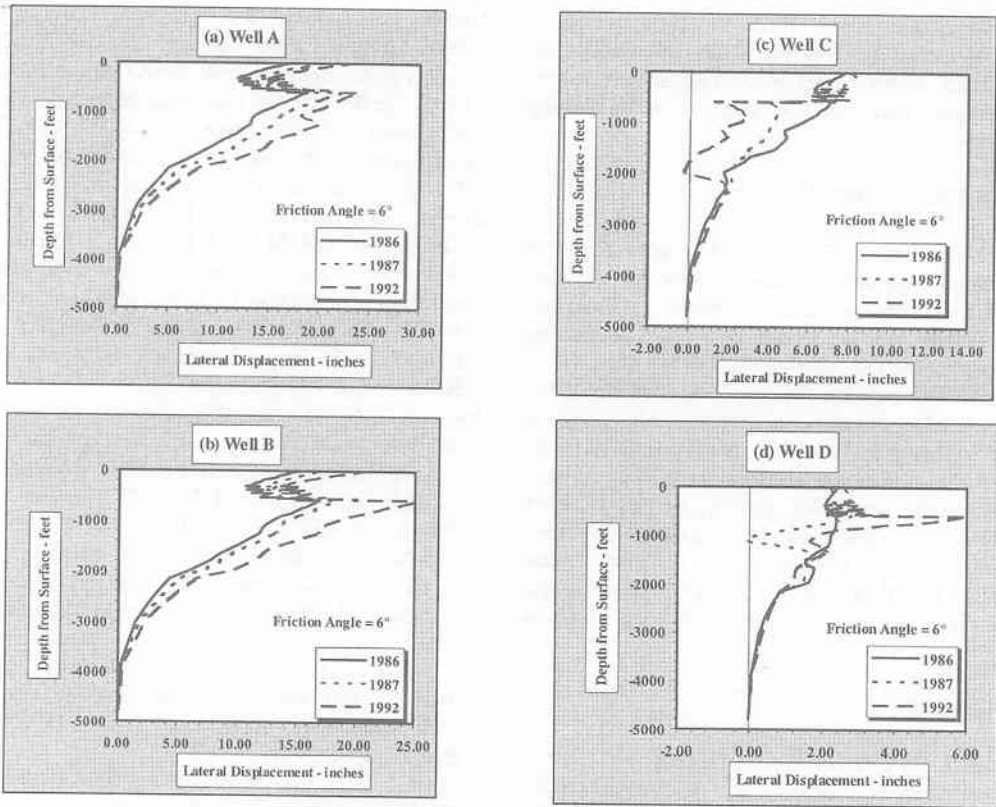 (a) Well A
0
-1000
-2000
-3000
-4000
-5000
Depth from Surface - feet
Friction Angle = 6°
1986
1987
1992
0.00 5.00 10.00 15.00 20.00 25.00 30.00
Lateral Displacement - inches
(b) Well B
0
-1000
-2009
-3000
-4000
-5000
Depth from Surface - feet
Friction Angle = 6°
1986
1987
1992
0.00 5.00 10.00 15.00 20.00 25.00
Lateral Displacement - inches
(c) Well C
0
-1000
-2000
-3000
-4000
-5000
Depth from Surface - feet
Friction Angle = 6°
1986
1987
1992
-2.00 0.00 2.00 4.00 6.00 8.00 10.00 12.00 14.00
Lateral Displacement - inches
(d) Well D
0
-1000
-2000
-3000
-4000
-5000
Depth from Surface - feet
Friction Angle = 6°
1986
1987
1992
-2.00 0.00 2.00 4.00 6.00
Lateral Displacement - inches